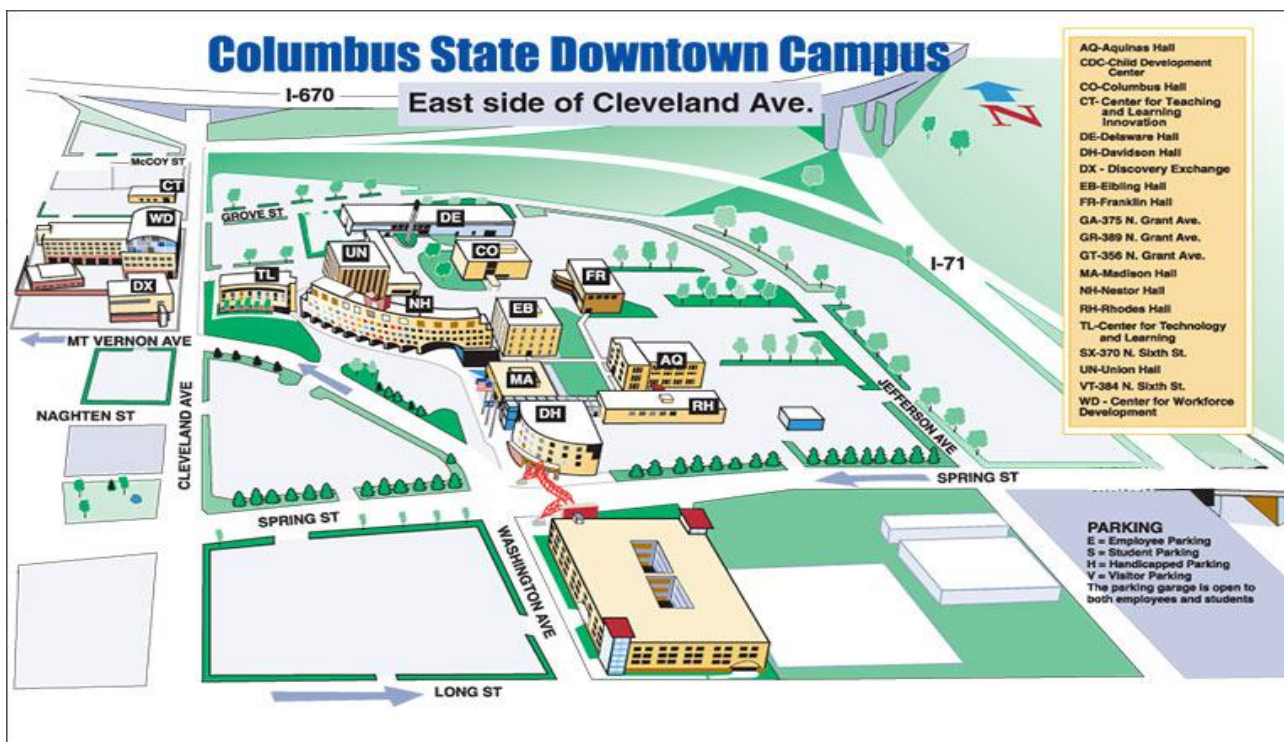 Columbus State Downtown Campus
East side of Cleveland Ave.
I-670
N
McCOY ST
CT
WD
DX
GROVE ST
DE
UN
CO
TL
NH
FR
EB
I-71
MT VERNON AVE
AQ
MA
RH
DH
JEFFERSON AVE
NAGHTEN ST
CLEVELAND AVE
SPRING ST
SPRING ST
WASHINGTON AVE
LONG ST
AQ-Aquinas Hall
CDC-Child Development
Center
CO-Columbus Hall
CT- Center for Teaching
and Learning
Innovation
DE-Delaware Hall
DH-Davidson Hall
DX - Discovery Exchange
EB-Eibling Hall
FR-Franklin Hall
GA-375 N. Grant Ave.
GR-389 N. Grant Ave.
GT-356 N. Grant Ave.
MA-Madison Hall
NH-Nestor Hall
RH-Rhodes Hall
TL-Center for Technology
and Learning
SX-370 N. Sixth St.
UN-Union Hall
VT-384 N. Sixth St.
WD - Center for Workforce
Development
PARKING
E = Employee Parking
S = Student Parking
H = Handicapped Parking
V = Visitor Parking
The parking garage is open to
both employees and students